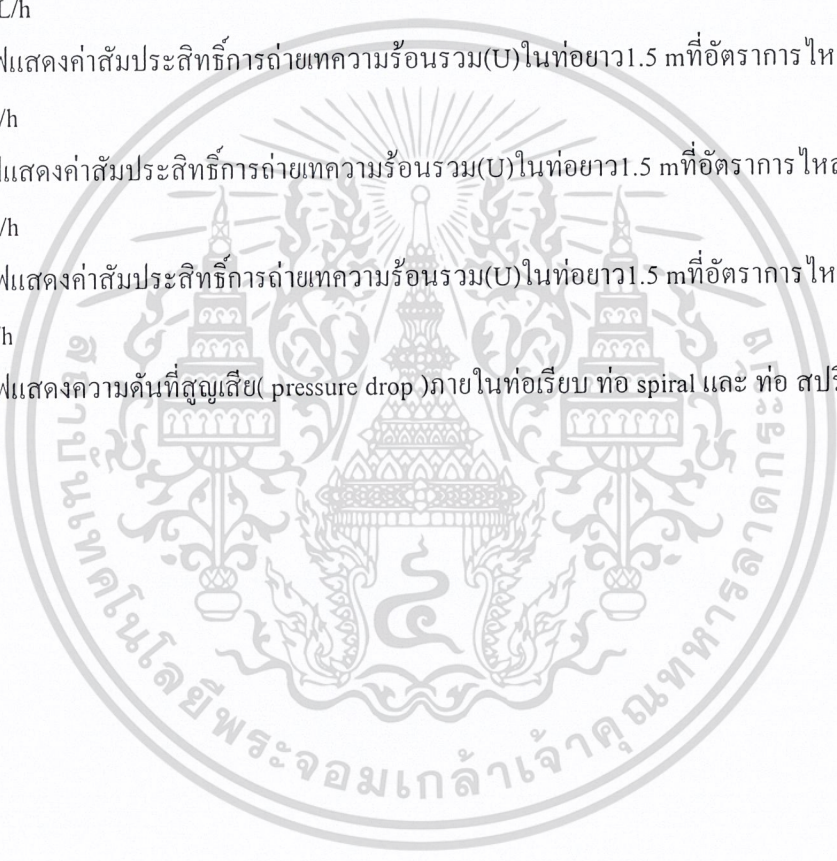 L/h
ฟแสดงค่าสัมประสิทธิ์การถ่ายเทความร้อนรวม(U)ในท่อยาว1.5 mที่อัตราการไห
/h
ฟแสดงค่าสัมประสิทธิ์การถ่ายเทความร้อนรวม(U)ในท่อยาว1.5 mที่อัตราการไหล
/h
ฟแสดงค่าสัมประสิทธิ์การถ่ายเทความร้อนรวม(U)ในท่อยาว1.5 mที่อัตราการไห
/h
ฟแสดงความดันที่สูญเสีย( pressure drop )ภายในท่อเรียบ ท่อ spiral และ ท่อ สปริ
สถาบันเทคโนโลยีพระจอมเกล้าเจ้าคุณทหารลาดกระบัง